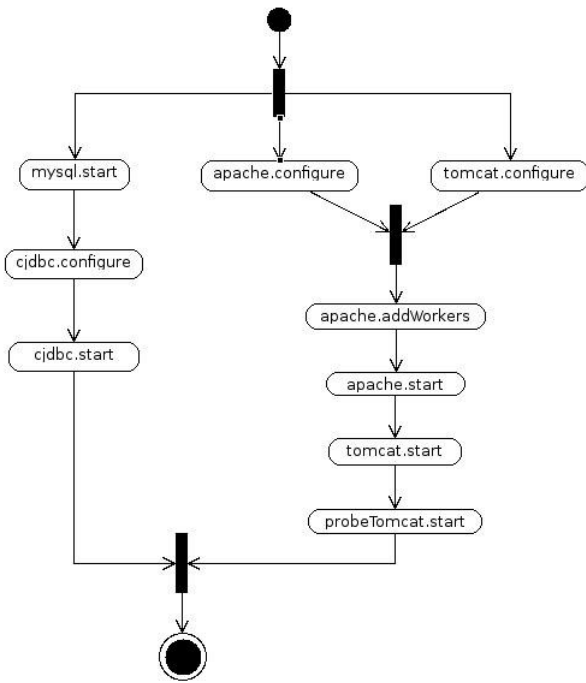 mysql.start
apache.configure
tomcat.configure
cjdbc.configure
apache.addWorkers
cjdbc.start
apache.start
tomcat.start
probeTomcat.start